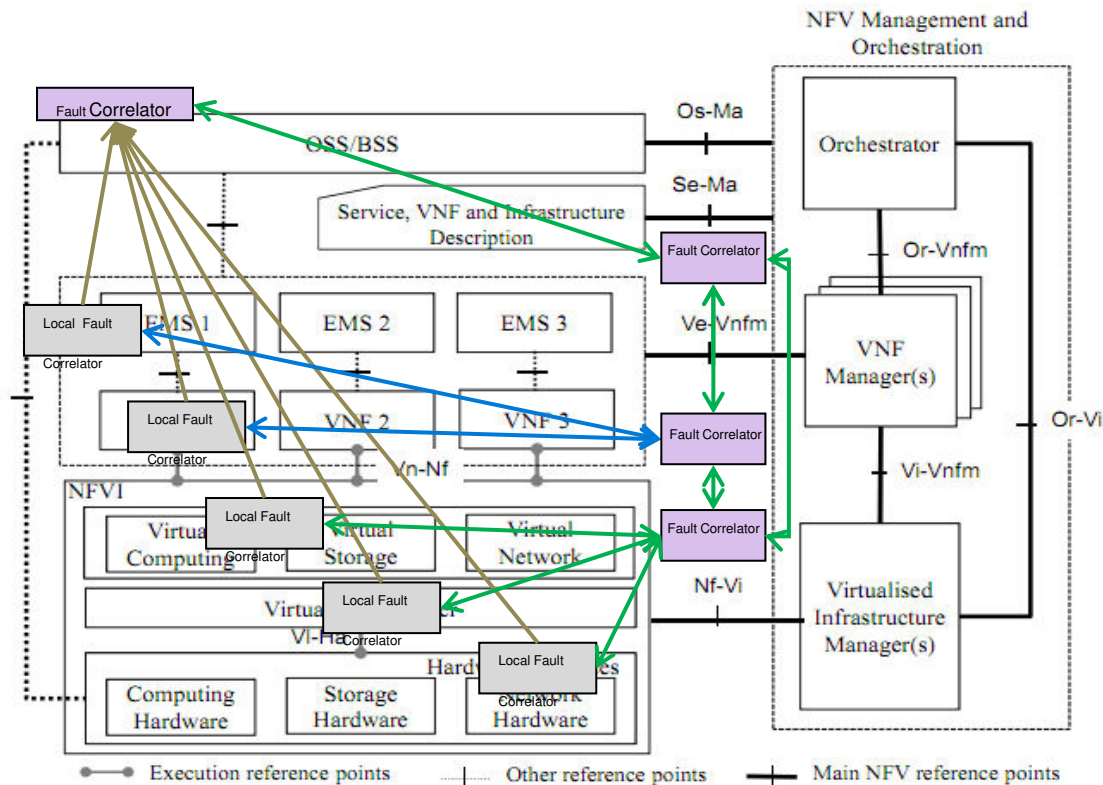 NFV Management and
Orchestration
Fault Correlator
OSS/BSS
Os-Ma
Orchestrator
Se-Ma
Service, VNF and Infrastructure
Description
Fault Correlator
Or-Vnfm
Local Fault
Correlator
EMS 1
EMS 2
EMS 3
Ve-Vnfm
VNF
Manager(s)
Local Fault
Correlator
VNF 2
VNF 3
Fault Correlator
Or-Vi
Vn-Nf
Vi-Vnfm
NFVI
Local Fault
Correlator
Computing
Virtual
Storage
Virtual
Network
Fault Correlator
Nf-Vi
Virtualised
Infrastructure
Manager(s)
Local Fault
Correlator
Local Fault
Correlator
Computing
Hardware
Storage
Hardware
Network
Hardware
Execution reference points
Other reference points
Main NFV reference points